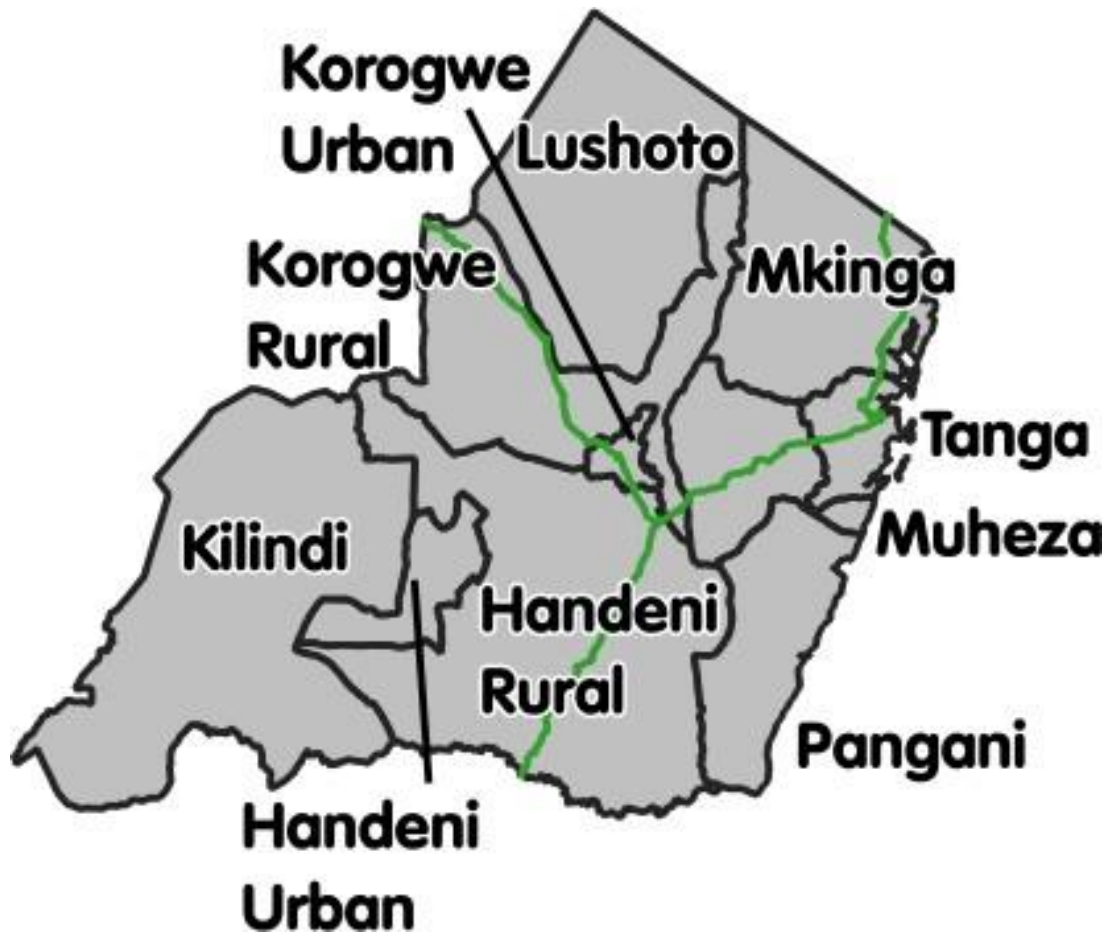 Korogwe
Urban
Lushoto
Korogwe
Rural
Mkinga
Tanga
Muheza
Kilindi
Handeni
Rural
Pangani
Handeni
Urban